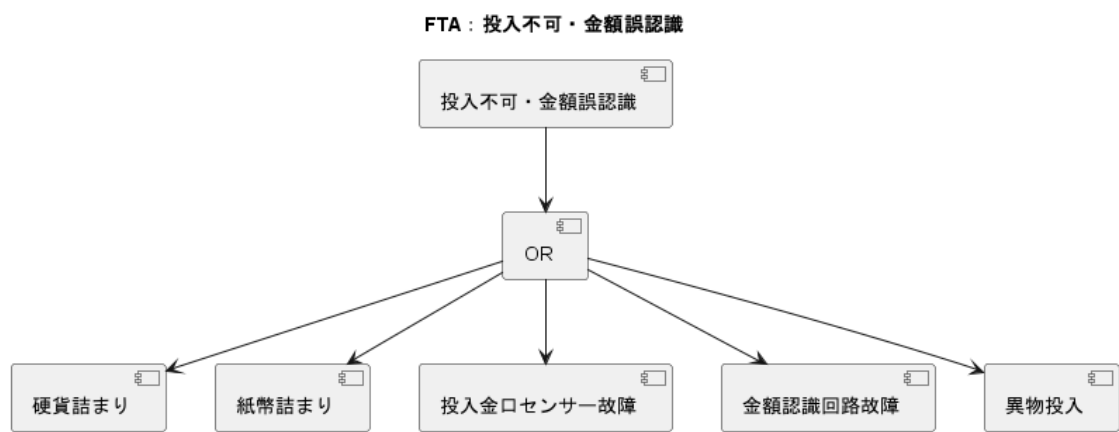 FTA : 投入不可・金額誤認識
投入不可・金額誤認識
OR
硬貨詰まり
紙幣詰まり
投入金口センサー故障
金額認識回路故障
異物投入